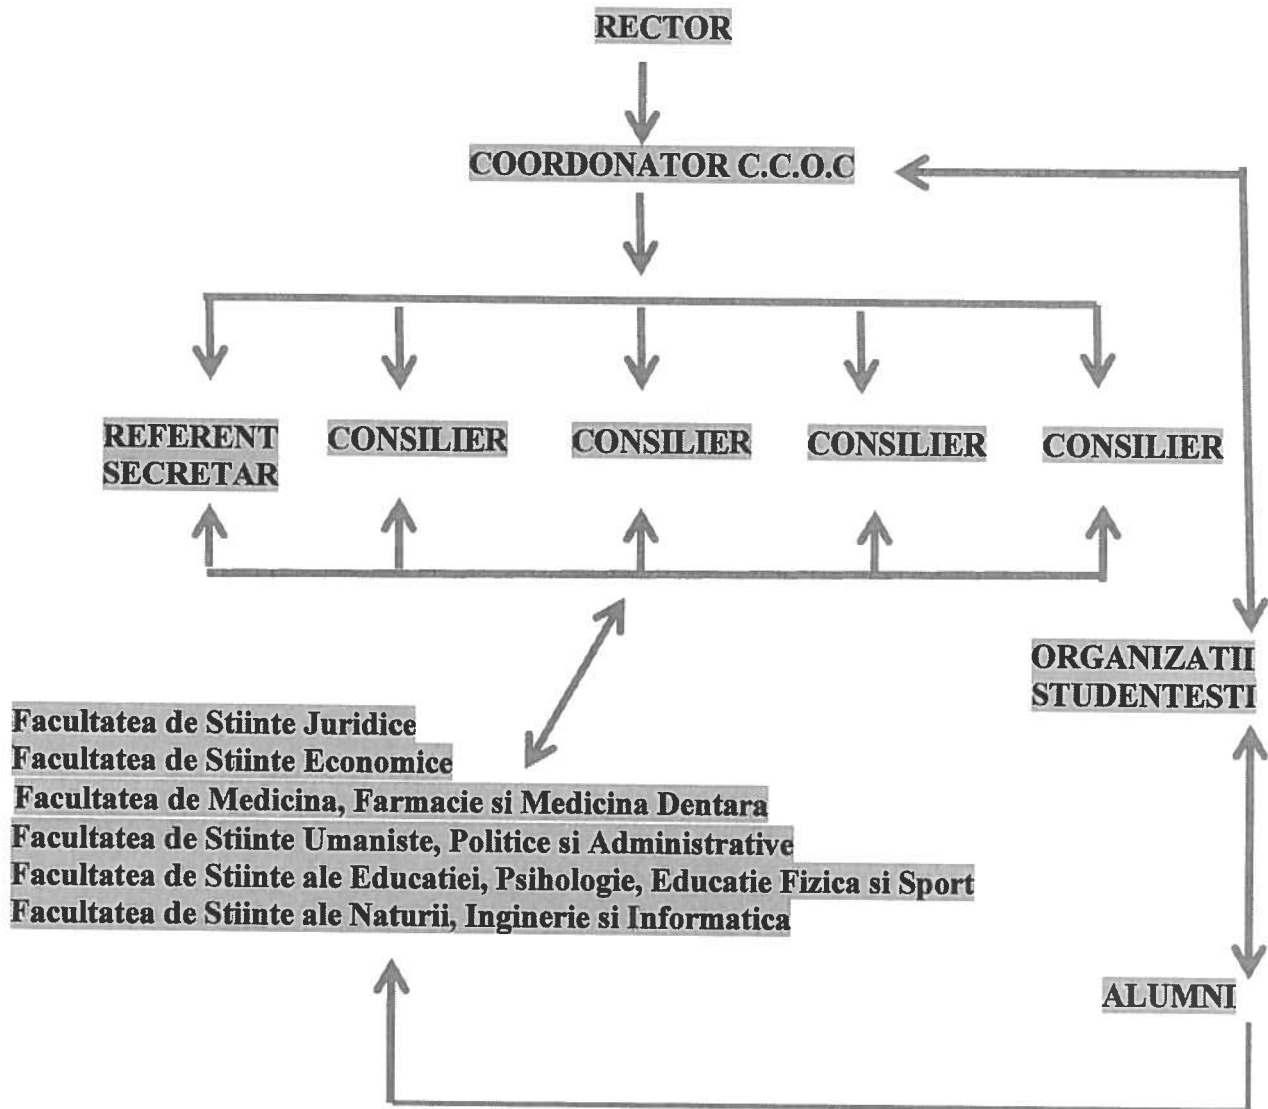 RECTOR
COORDONATOR C.C.O.C
REFERENT
SECRETAR
CONSILIER
CONSILIER
CONSILIER
CONSILIER
ORGANIZATII
STUDENTESTI
Facultatea de Stiinte Juridice
Facultatea de Stiinte Economice
Facultatea de Medicina, Farmacie si Medicina Dentara
Facultatea de Stiinte Umaniste, Politice si Administrative
Facultatea de Stiinte ale Educatiei, Psihologie, Educatie Fizica si Sport
Facultatea de Stiinte ale Naturii, Inginerie si Informatica
ALUMNI